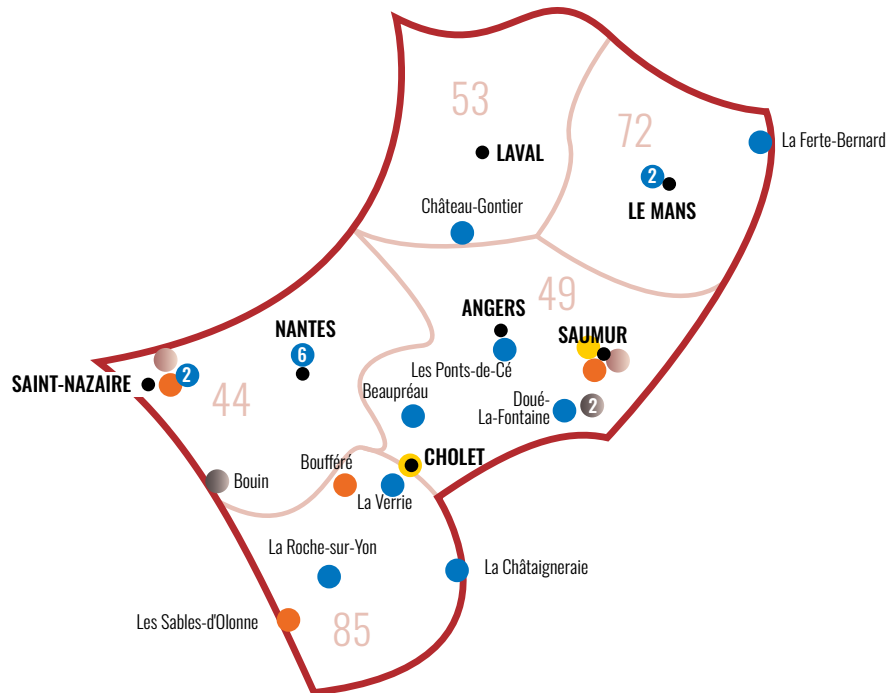 53
72
LAVAL
La Ferte-Bernard
2
LE MANS
Château-Gontier
49
ANGERS
NANTES
SAUMUR
6
Les Ponts-de-Cé
SAINT-NAZAIRE
2
44
Beaupréau
Doué-
La-Fontaine
2
CHOLET
Boufféré
Bouin
La Verrie
La Roche-sur-Yon
La Châtaigneraie
Les Sables-d'Olonne
85